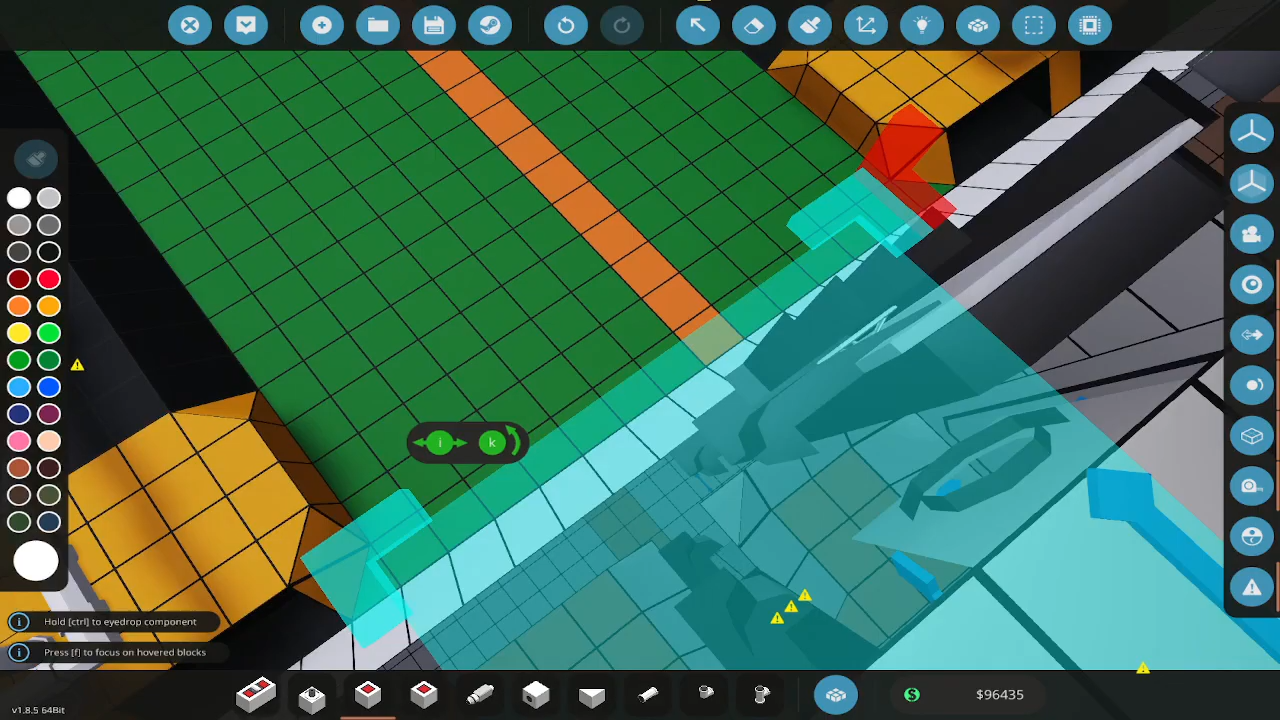 i k
Hold [ctrl] to eyedrop component
Press [f] to focus on hovered blocks
$ $96435
v1.8.5 64Bit